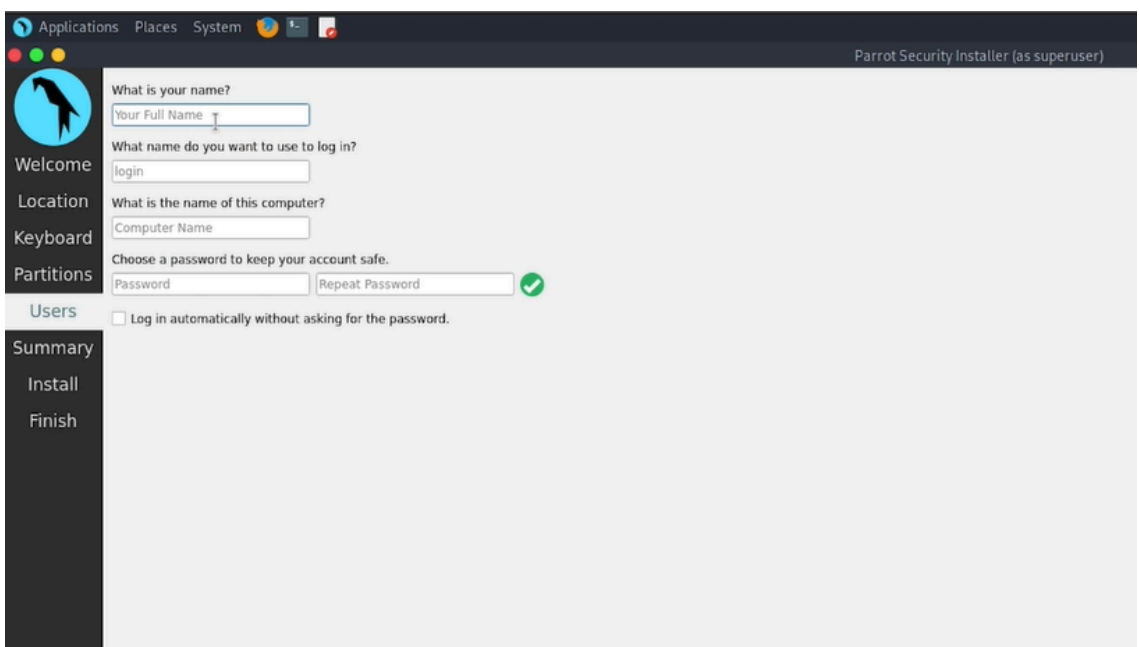 Applications Places System
Parrot Security Installer (as superuser)
Welcome
Location
Keyboard
Partitions
Users
Summary
Install
Finish
What is your name?
Your Full Name
What name do you want to use to log in?
login
What is the name of this computer?
Computer Name
Choose a password to keep your account safe.
Password Repeat Password
Log in automatically without asking for the password.